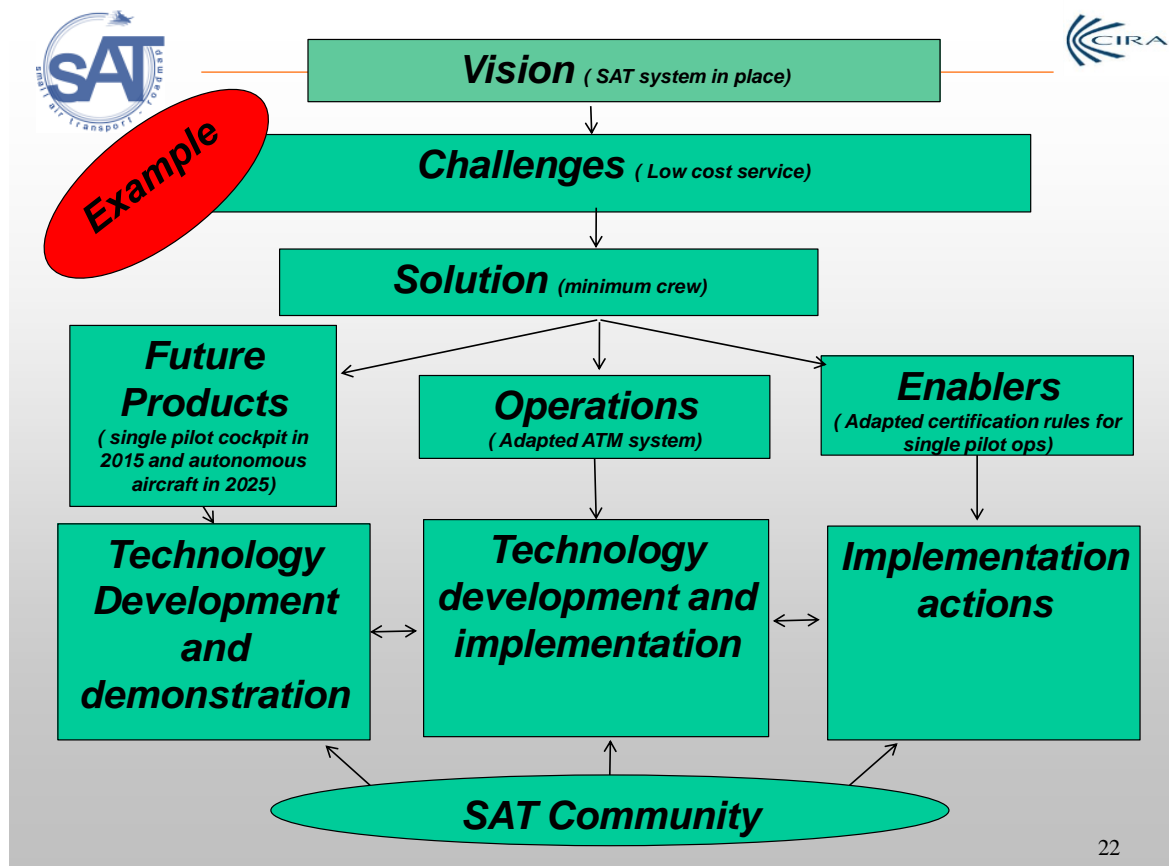 SAT
small air transport - roadmap
CIRA
Vision ( SAT system in place)
Example
Challenges ( Low cost service)
Solution (minimum crew)
Future
Products
( single pilot cockpit in
2015 and autonomous
aircraft in 2025)
Operations
( Adapted ATM system)
Enablers
( Adapted certification rules for
single pilot ops)
Technology
Development
and
demonstration
Technology
development and
implementation
Implementation
actions
SAT Community
22